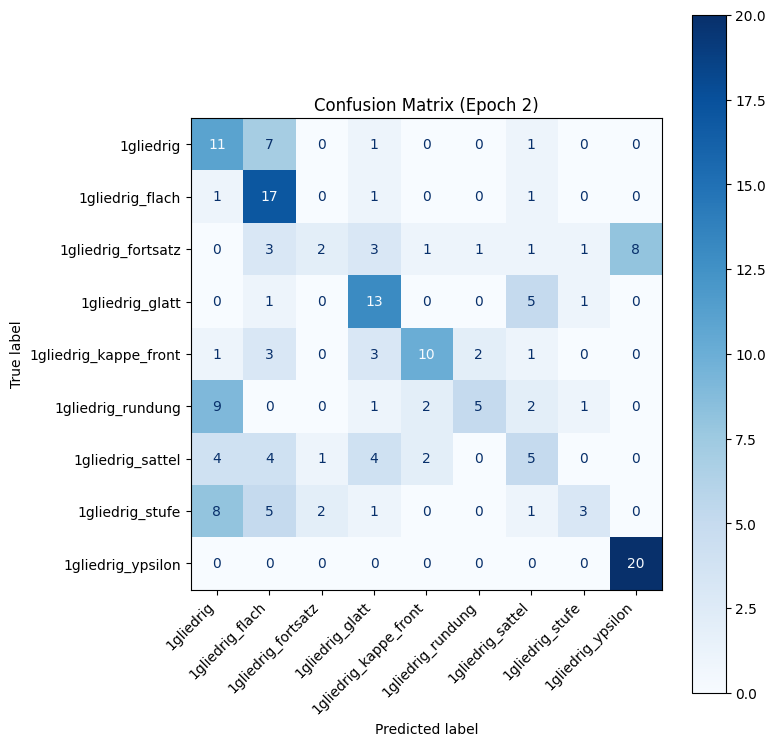 Confusion Matrix (Epoch 2)
True label
1gliedrig 11 7 0 1 0 0 1 0 0
1gliedrig_flach 1 17 0 1 0 0 1 0 0
1gliedrig_fortsatz 0 3 2 3 1 1 1 1 8
1gliedrig_glatt 0 1 0 13 0 0 5 1 0
1gliedrig_kappe_front 1 3 0 3 10 2 1 0 0
1gliedrig_rundung 9 0 0 1 2 5 2 1 0
1gliedrig_sattel 4 4 1 4 2 0 5 0 0
1gliedrig_stufe 8 5 2 1 0 0 1 3 0
1gliedrig_ypsilon 0 0 0 0 0 0 0 0 20
1gliedrig
1gliedrig_flach
1gliedrig_fortsatz
1gliedrig_glatt
1gliedrig_kappe_front
1gliedrig_rundung
1gliedrig_sattel
1gliedrig_stufe
1gliedrig_ypsilon
Predicted label
20.0
17.5
15.0
12.5
10.0
7.5
5.0
2.5
0.0